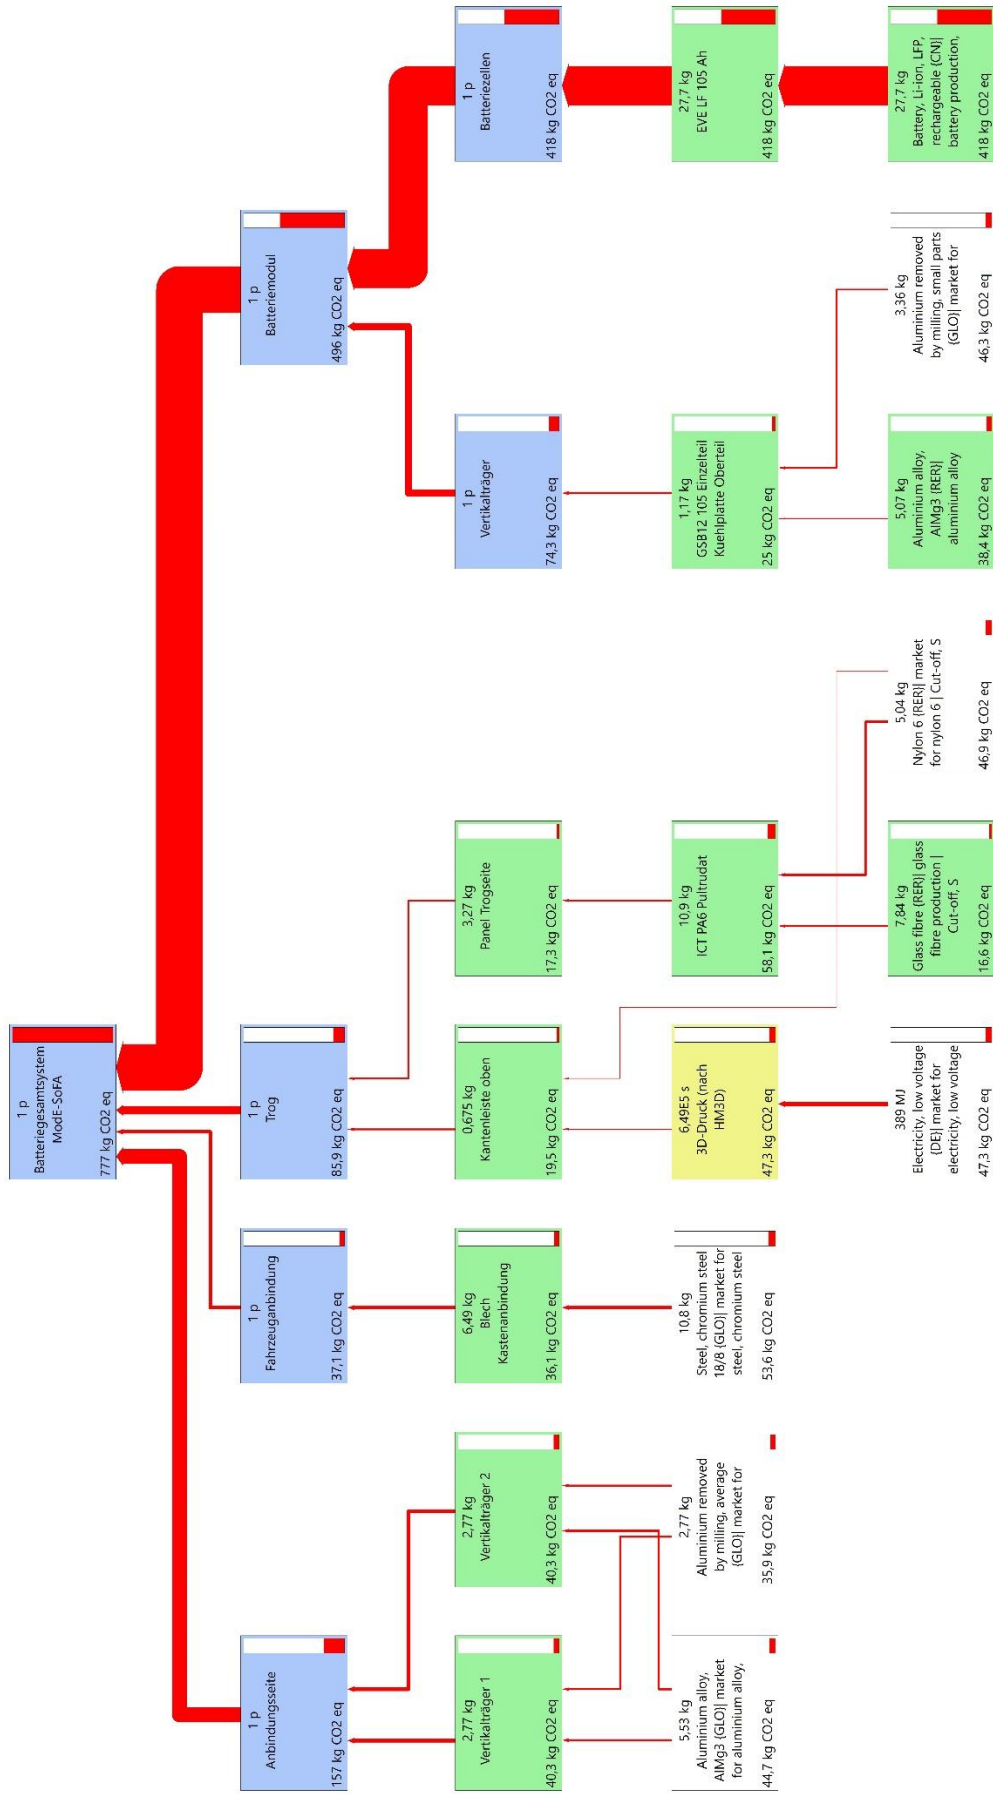 1 p
Batteriegesamtsystem
ModE-SoFA
777 kg CO2 eq
1 p
Anbindungsseite
157 kg CO2 eq
1 p
Fahrzeuganbindung
37,1 kg CO2 eq
1 p
Trog
85,9 kg CO2 eq
1 p
Batteriemodul
496 kg CO2 eq
2,77 kg
Vertikalträger 1
40,3 kg CO2 eq
2,77 kg
Vertikalträger 2
40,3 kg CO2 eq
6,49 kg
Blech
Kastenanbindung
36,1 kg CO2 eq
0,675 kg
Kantenleiste oben
19,5 kg CO2 eq
3,27 kg
Panel Trogseite
17,3 kg CO2 eq
1 p
Vertikalträger
74,3 kg CO2 eq
1 p
Batteriezellen
418 kg CO2 eq
5,53 kg
Aluminium alloy,
AlMg3 {GLO}| market
for aluminium alloy,
44,7 kg CO2 eq
2,77 kg
Aluminium removed
by milling, average
{GLO}| market for
35,9 kg CO2 eq
10,8 kg
Steel, chromium steel
18/8 {GLO}| market for
steel, chromium steel
53,6 kg CO2 eq
6,49E5 s
3D-Druck (nach
HM3D)
47,3 kg CO2 eq
10,9 kg
ICT PA6 Pultrudat
58,1 kg CO2 eq
1,17 kg
GSB12 105 Einzelteil
Kuehlplatte Oberteil
25 kg CO2 eq
27,7 kg
EVE LF 105 Ah
418 kg CO2 eq
389 MJ
Electricity, low voltage
{DE}| market for
electricity, low voltage
47,3 kg CO2 eq
7,84 kg
Glass fibre {RER}| glass
fibre production |
Cut-off, S
16,6 kg CO2 eq
5,04 kg
Nylon 6 {RER}| market
for nylon 6 | Cut-off, S
46,9 kg CO2 eq
5,07 kg
Aluminium alloy,
AlMg3 {RER}|
aluminium alloy
38,4 kg CO2 eq
3,36 kg
Aluminium removed
by milling, small parts
{GLO}| market for
46,3 kg CO2 eq
27,7 kg
Battery, Li-ion, LFP,
rechargeable {CN}|
battery production,
418 kg CO2 eq